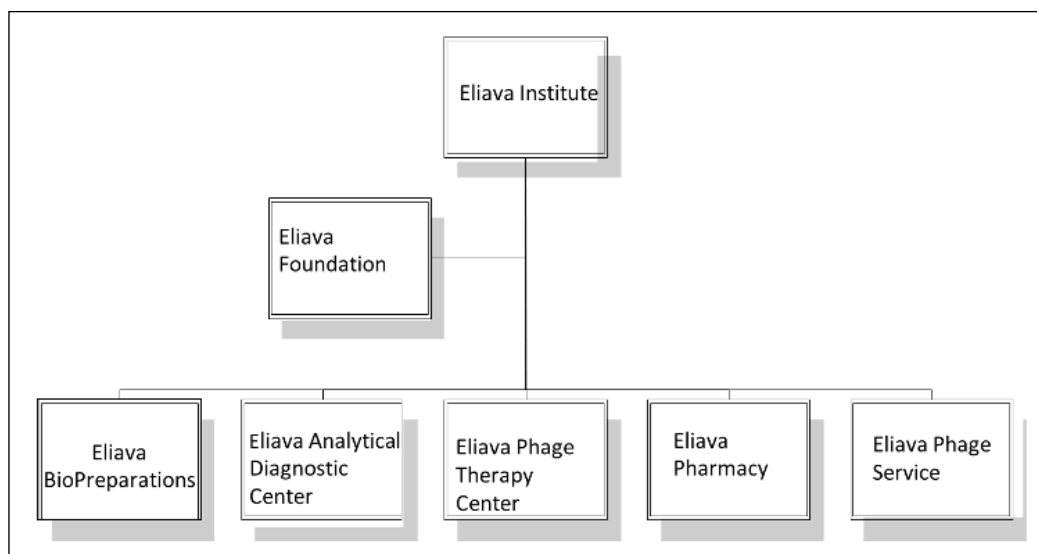 Eliava Institute
Eliava
Foundation
Eliava
BioPreparations
Eliava Analytical
Diagnostic
Center
Eliava Phage
Therapy
Center
Eliava
Pharmacy
Eliava Phage
Service